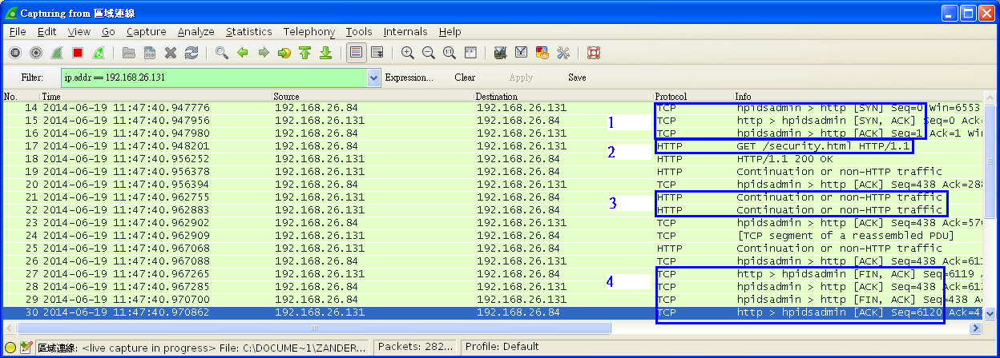 Capturing from 區域連線
File Edit View Go Capture Analyze Statistics Telephony Tools Internals Help
Filter: ip.addr == 192.168.26.131 Expression... Clear Apply Save
No. Time Source Destination Protocol Info
14 2014-06-19 11:47:40.947776 192.168.26.84 192.168.26.131 TCP hpidsadmin > http [SYN] Seq=0 Win=6553
1
15 2014-06-19 11:47:40.947956 192.168.26.131 192.168.26.84 TCP http > hpidsadmin [SYN, ACK] Seq=0 Ack=
16 2014-06-19 11:47:40.947980 192.168.26.84 192.168.26.131 TCP hpidsadmin > http [ACK] Seq=1 Ack=1 Win
2
17 2014-06-19 11:47:40.948201 192.168.26.84 192.168.26.131 HTTP GET /security.html HTTP/1.1
18 2014-06-19 11:47:40.956252 192.168.26.131 192.168.26.84 HTTP HTTP/1.1 200 OK
19 2014-06-19 11:47:40.956378 192.168.26.131 192.168.26.84 HTTP Continuation or non-HTTP traffic
20 2014-06-19 11:47:40.956394 192.168.26.84 192.168.26.131 TCP hpidsadmin > http [ACK] Seq=438 Ack=288
3
21 2014-06-19 11:47:40.962755 192.168.26.131 192.168.26.84 HTTP Continuation or non-HTTP traffic
22 2014-06-19 11:47:40.962883 192.168.26.131 192.168.26.84 HTTP Continuation or non-HTTP traffic
23 2014-06-19 11:47:40.962902 192.168.26.84 192.168.26.131 TCP hpidsadmin > http [ACK] Seq=438 Ack=576
24 2014-06-19 11:47:40.962909 192.168.26.131 192.168.26.84 TCP [TCP segment of a reassembled PDU]
25 2014-06-19 11:47:40.967068 192.168.26.131 192.168.26.84 HTTP Continuation or non-HTTP traffic
26 2014-06-19 11:47:40.967088 192.168.26.84 192.168.26.131 TCP hpidsadmin > http [ACK] Seq=438 Ack=611
4
27 2014-06-19 11:47:40.967265 192.168.26.131 192.168.26.84 TCP http > hpidsadmin [FIN, ACK] Seq=6119 A
28 2014-06-19 11:47:40.967285 192.168.26.84 192.168.26.131 TCP hpidsadmin > http [ACK] Seq=438 Ack=612
29 2014-06-19 11:47:40.970700 192.168.26.84 192.168.26.131 TCP hpidsadmin > http [FIN, ACK] Seq=438 Ac
30 2014-06-19 11:47:40.970862 192.168.26.131 192.168.26.84 TCP http > hpidsadmin [ACK] Seq=6120 Ack=43
區域連線: <live capture in progress> File: C:\DOCUME~1\ZANDER... Packets: 282... Profile: Default